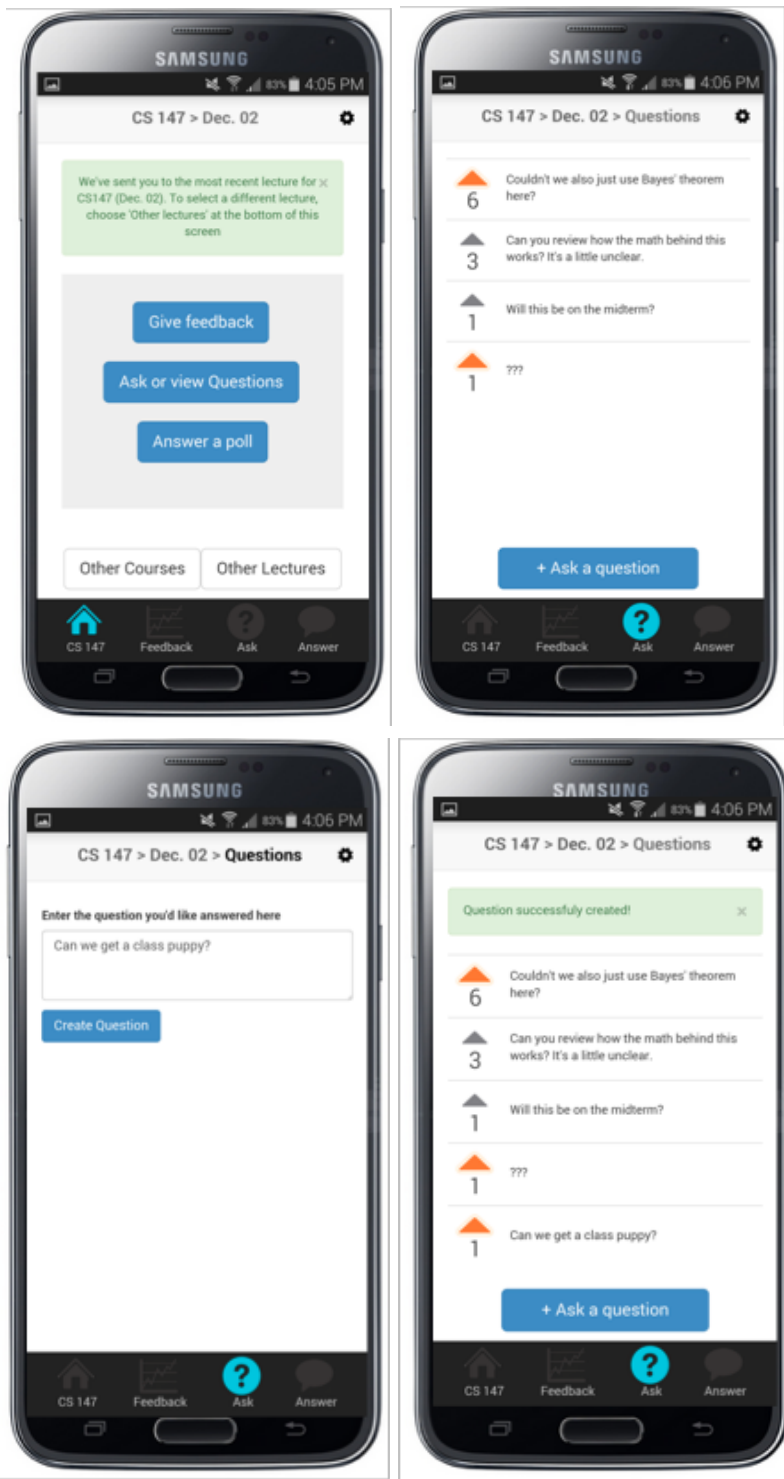 SAMSUNG
83% 4:05 PM
CS 147 > Dec. 02
We've sent you to the most recent lecture for ×
CS147 (Dec. 02). To select a different lecture,
choose 'Other lectures' at the bottom of this
screen
Give feedback
Ask or view Questions
Answer a poll
Other Courses Other Lectures
CS 147 Feedback ? Ask Answer
SAMSUNG
83% 4:06 PM
CS 147 > Dec. 02 > Questions
6 Couldn't we also just use Bayes' theorem
here?
3 Can you review how the math behind this
works? It's a little unclear.
1 Will this be on the midterm?
1 ???
+ Ask a question
CS 147 Feedback ? Ask Answer
SAMSUNG
83% 4:06 PM
CS 147 > Dec. 02 > Questions
Enter the question you'd like answered here
Can we get a class puppy?
Create Question
CS 147 Feedback ? Ask Answer
SAMSUNG
83% 4:06 PM
CS 147 > Dec. 02 > Questions
Question successfuly created! ×
6 Couldn't we also just use Bayes' theorem
here?
3 Can you review how the math behind this
works? It's a little unclear.
1 Will this be on the midterm?
1 ???
1 Can we get a class puppy?
+ Ask a question
CS 147 Feedback ? Ask Answer